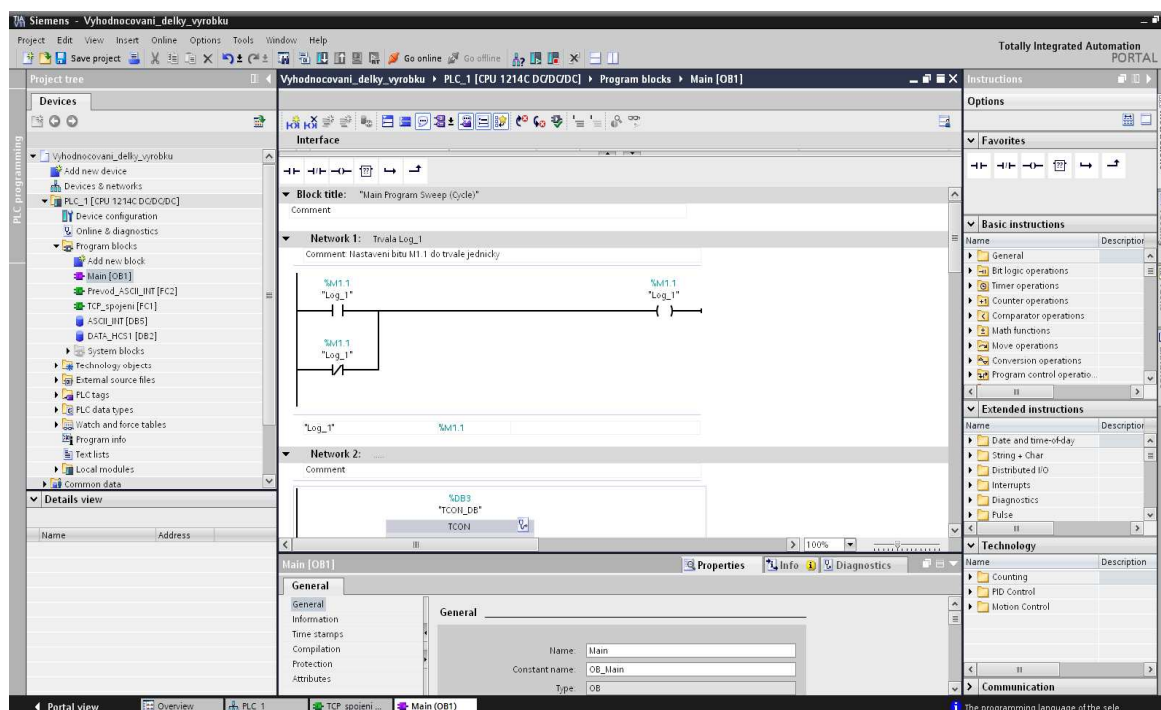 Siemens - Vyhodnocovani_delky_vyrobku
Project Edit View Insert Online Options Tools Window Help
Totally Integrated Automation
PORTAL
Save project Go online Go offline
Project tree
Devices
PLC programming
Vyhodnocovani_delky_vyrobku
Add new device
Devices & networks
PLC_1 [CPU 1214C DC/DC/DC]
Device configuration
Online & diagnostics
Program blocks
Add new block
Main [OB1]
Prevod_ASCII_INT [FC2]
TCP_spojeni [FC1]
ASCII_INT [DB5]
DATA_HCS1 [DB2]
System blocks
Technology objects
External source files
PLC tags
PLC data types
Watch and force tables
Program info
Text lists
Local modules
Common data
Details view
Name Address
Vyhodnocovani_delky_vyrobku PLC_1 [CPU 1214C DC/DC/DC] Program blocks Main [OB1]
Interface
Block title: "Main Program Sweep (Cycle)"
Comment
Network 1: Trvala Log_1
Comment: Nastaveni bitu M1.1 do trvale jednicky
%M1.1 %M1.1
"Log_1" "Log_1"
%M1.1
"Log_1"
"Log_1" %M1.1
Network 2: .....
Comment
%DB3
"TCON_DB"
TCON
100%
Main [OB1]
Properties Info Diagnostics
General
General
Information
Time stamps
Compilation
Protection
Attributes
General
Name: Main
Constant name: OB_Main
Type: OB
Instructions
Options
Favorites
Basic instructions
Name Description
General
Bit logic operations
Timer operations
Counter operations
Comparator operations
Math functions
Move operations
Conversion operations
Program control operatio...
Extended instructions
Name Description
Date and time-of-day
String + Char
Distributed I/O
Interrupts
Diagnostics
Pulse
Technology
Name Description
Counting
PID Control
Motion Control
Communication
Portal view Overview PLC_1 TCP_spojeni ... Main (OB1) The programming language of the sele